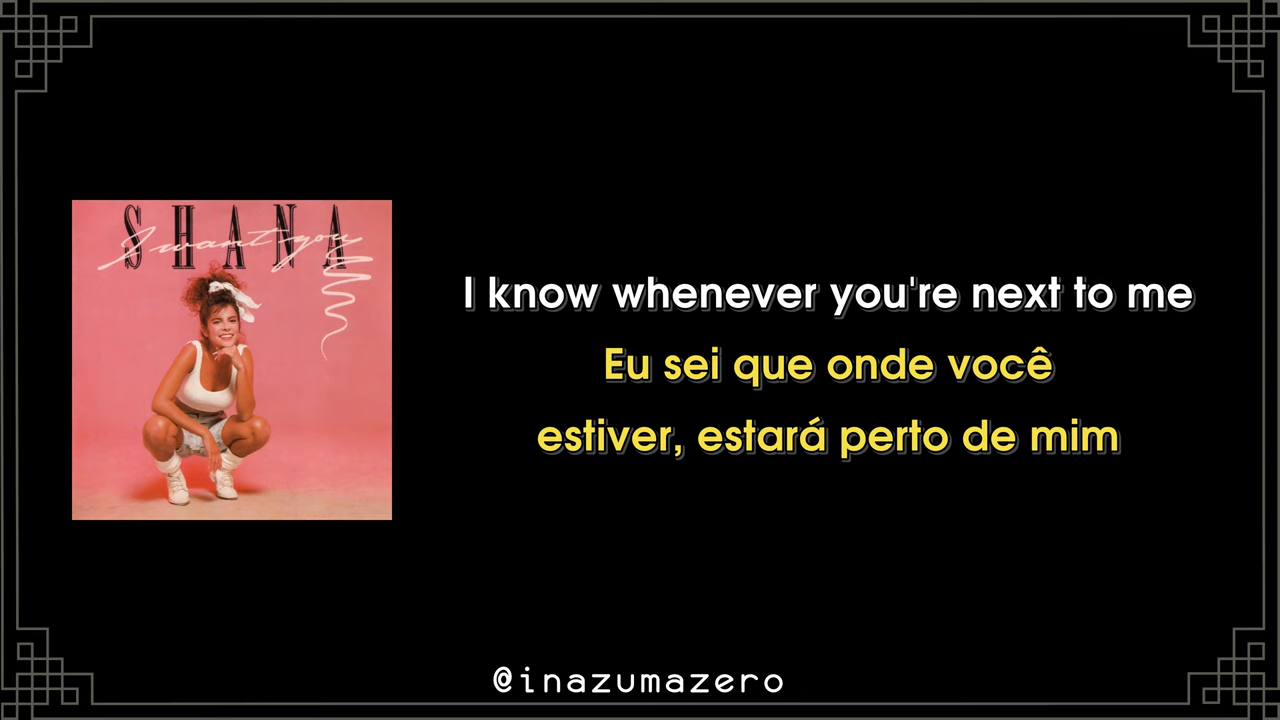 SHANA
I want you
I know whenever you're next to me
Eu sei que onde você
estiver, estará perto de mim
@inazumazero